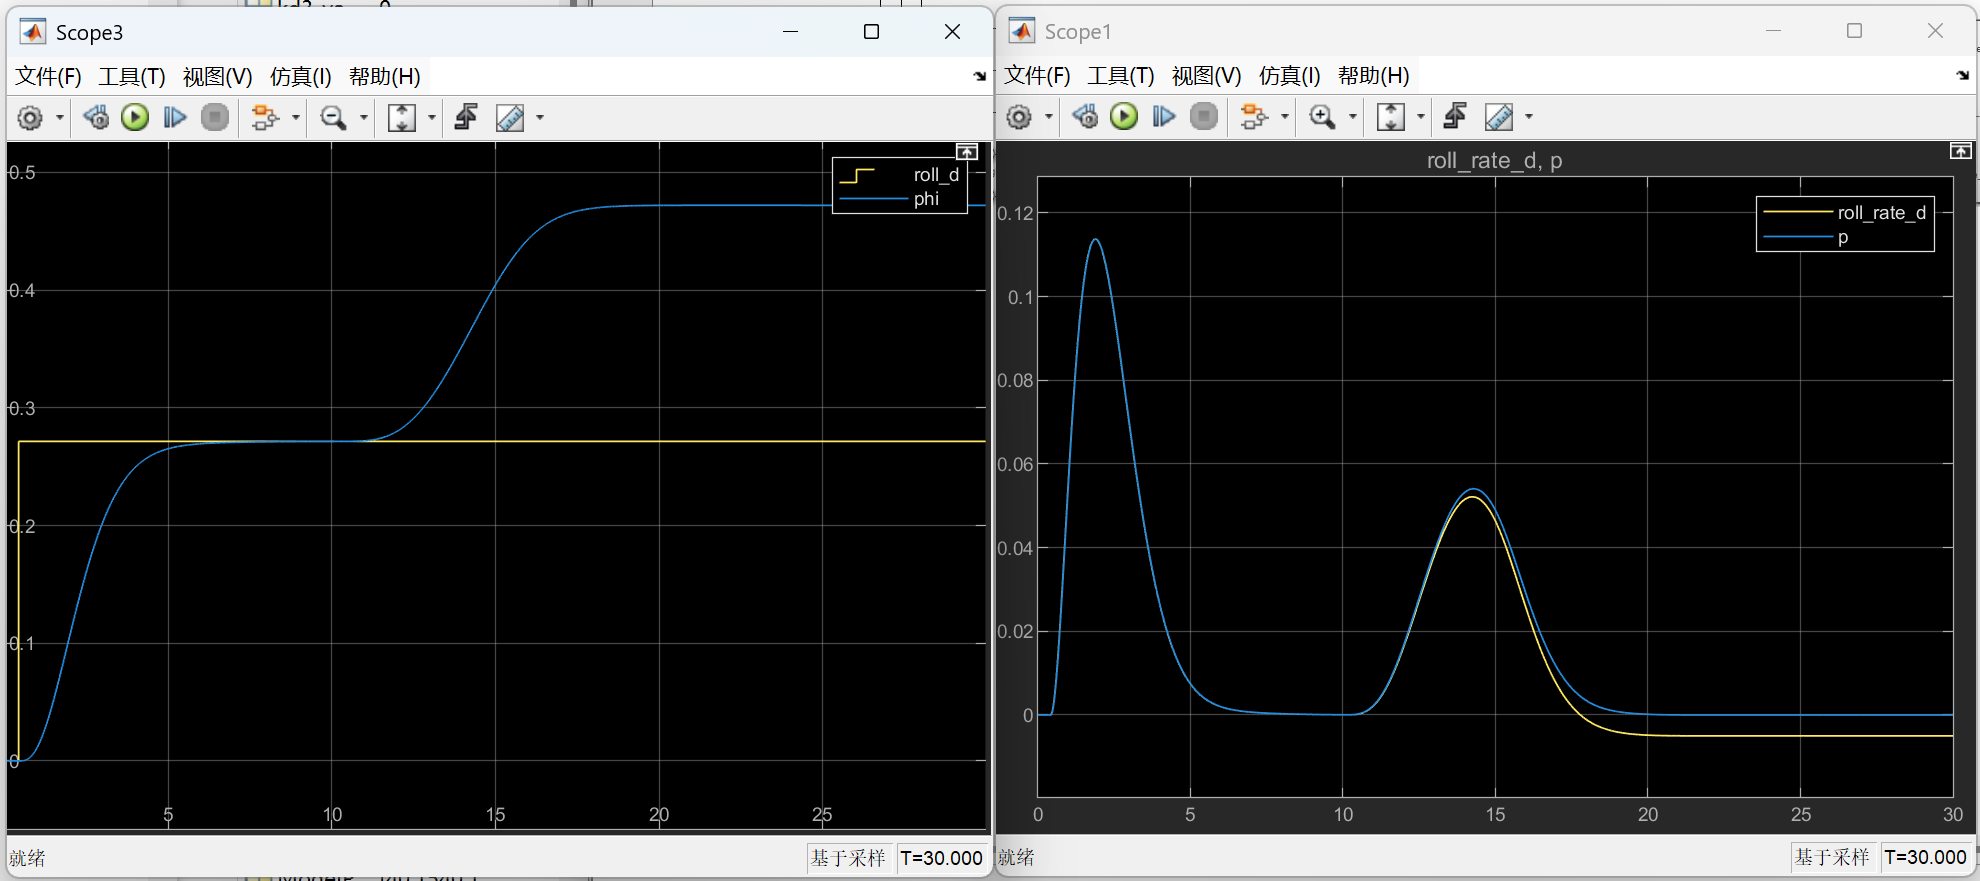 Scope3
文件(F) 工具(T) 视图(V) 仿真(I) 帮助(H)
roll_d
phi
0.5
0.4
0.3
0.2
0.1
0
5 10 15 20 25
就绪
基于采样 T=30.000
Scope1
文件(F) 工具(T) 视图(V) 仿真(I) 帮助(H)
roll_rate_d, p
roll_rate_d
p
0.12
0.1
0.08
0.06
0.04
0.02
0
0 5 10 15 20 25 30
就绪
基于采样 T=30.000